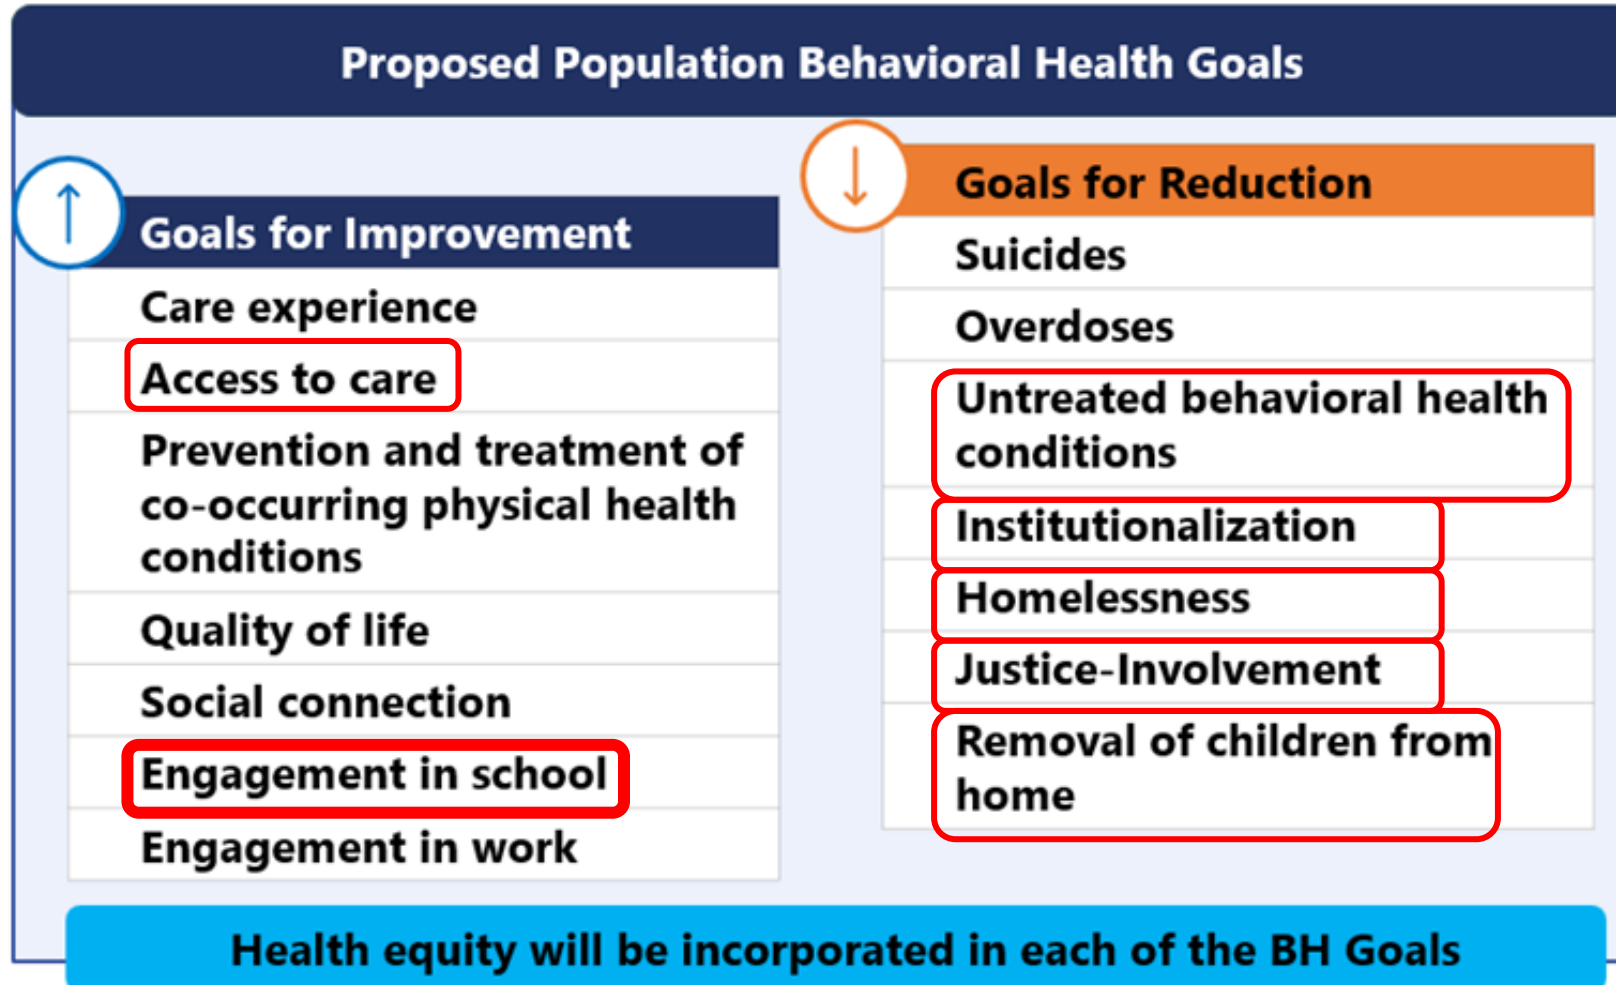 Proposed Population Behavioral Health Goals
Goals for Improvement
Care experience
Access to care
Prevention and treatment of
co-occurring physical health
conditions
Quality of life
Social connection
Engagement in school
Engagement in work
Goals for Reduction
Suicides
Overdoses
Untreated behavioral health
conditions
Institutionalization
Homelessness
Justice-Involvement
Removal of children from
home
Health equity will be incorporated in each of the BH Goals